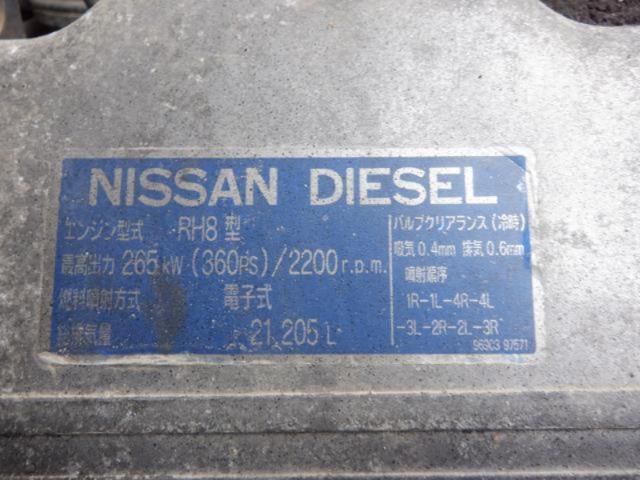 NISSAN DIESEL
エンジン型式 RH8 型
最高出力 265 kW (360PS)/2200 r.p.m.
燃料噴射方式 電子式
総排気量 21.205 L
バルブクリアランス (冷時)
吸気 0.4mm 排気 0.6mm
噴射順序
1R-1L-4R-4L
-3L-2R-2L-3R
969C3 97571